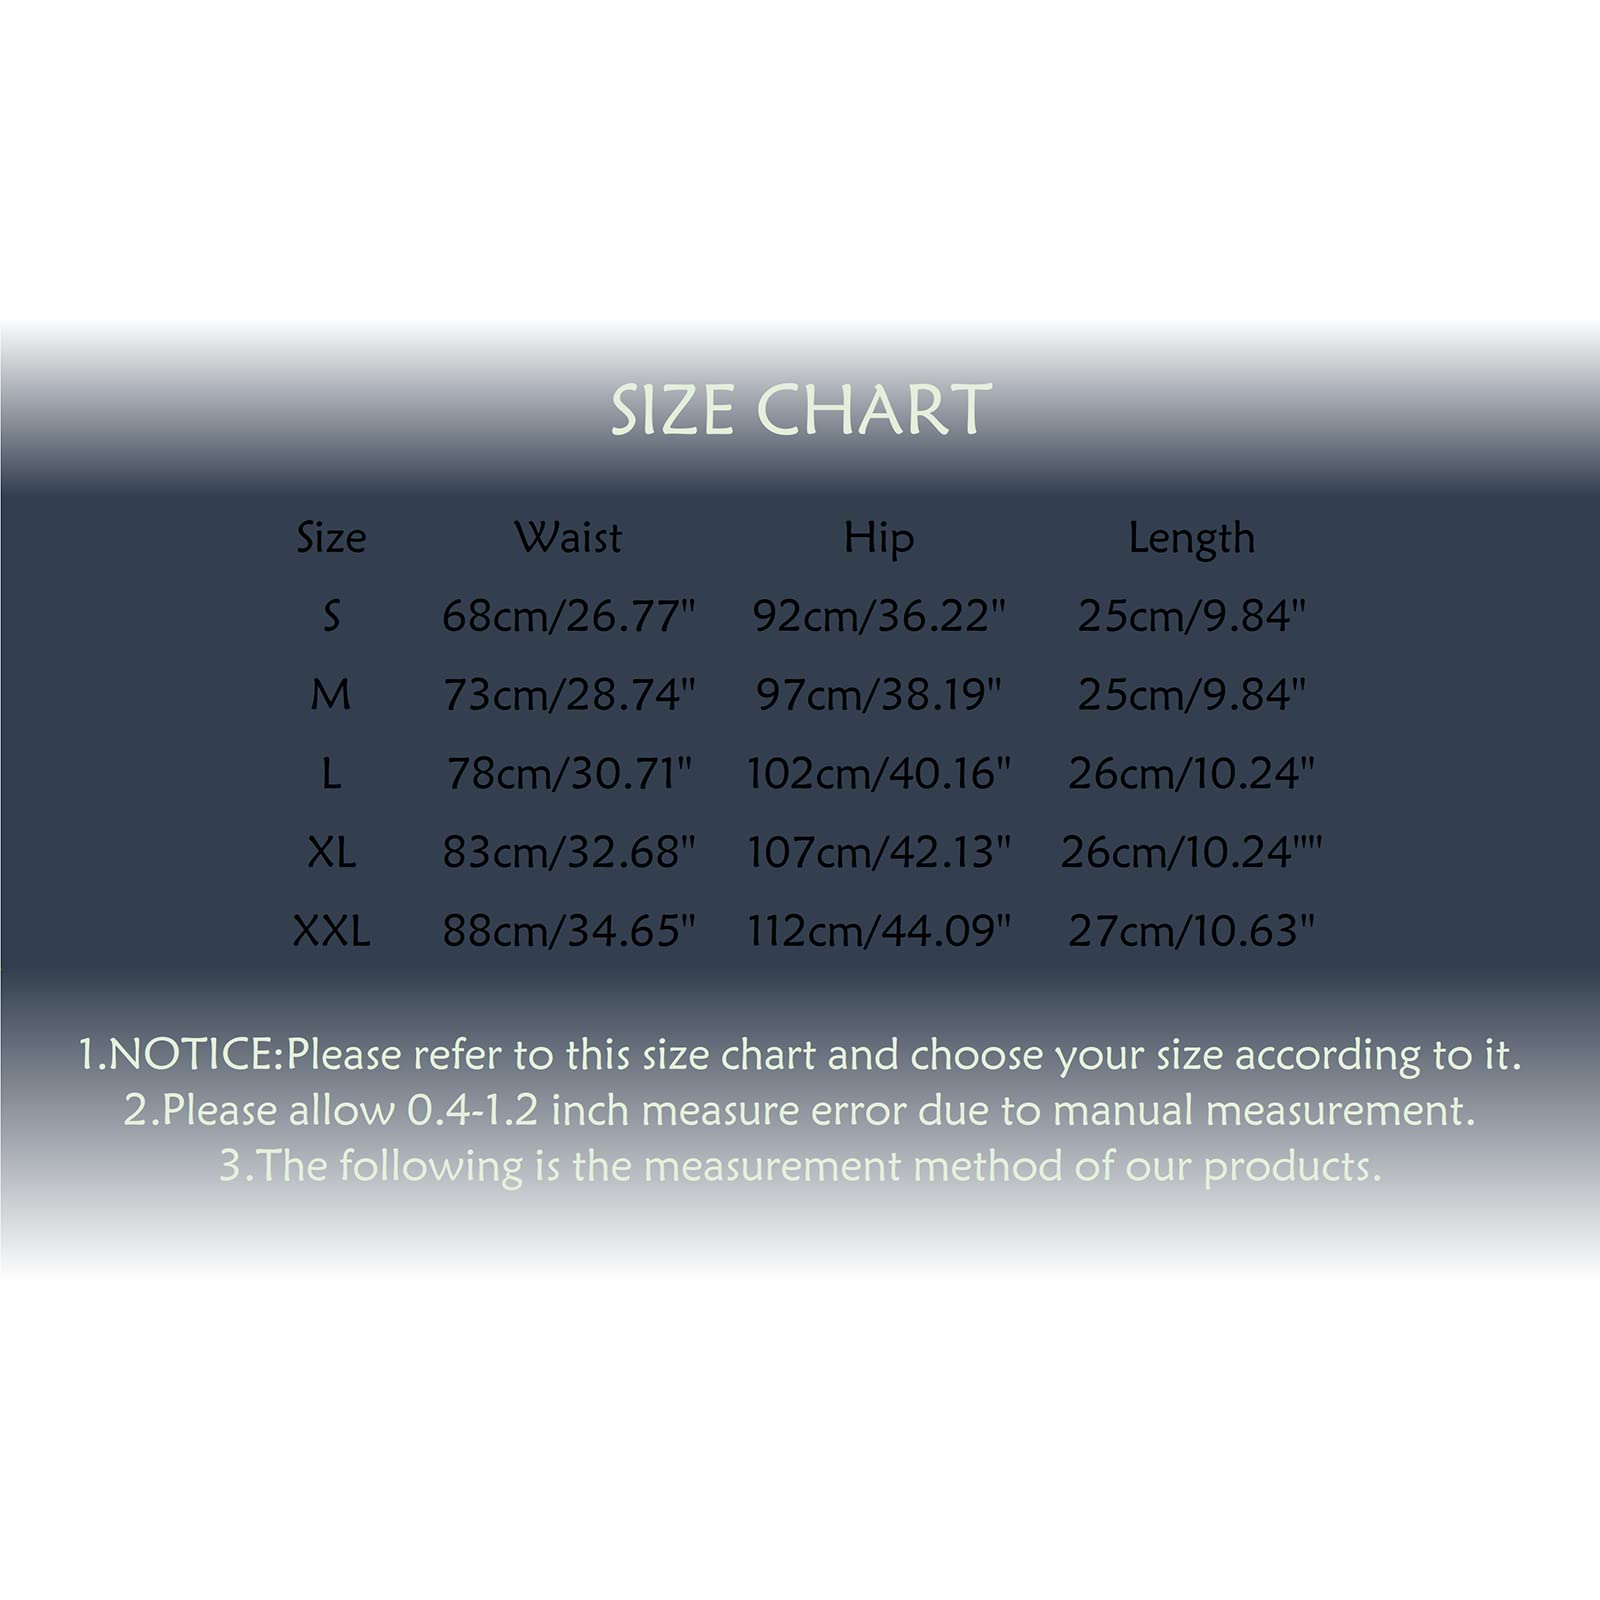 SIZE CHART
Size Waist Hip Length
S 68cm/26.77" 92cm/36.22" 25cm/9.84"
M 73cm/28.74" 97cm/38.19" 25cm/9.84"
L 78cm/30.71" 102cm/40.16" 26cm/10.24"
XL 83cm/32.68" 107cm/42.13" 26cm/10.24""
XXL 88cm/34.65" 112cm/44.09" 27cm/10.63"
1.NOTICE:Please refer to this size chart and choose your size according to it.
2.Please allow 0.4-1.2 inch measure error due to manual measurement.
3.The following is the measurement method of our products.